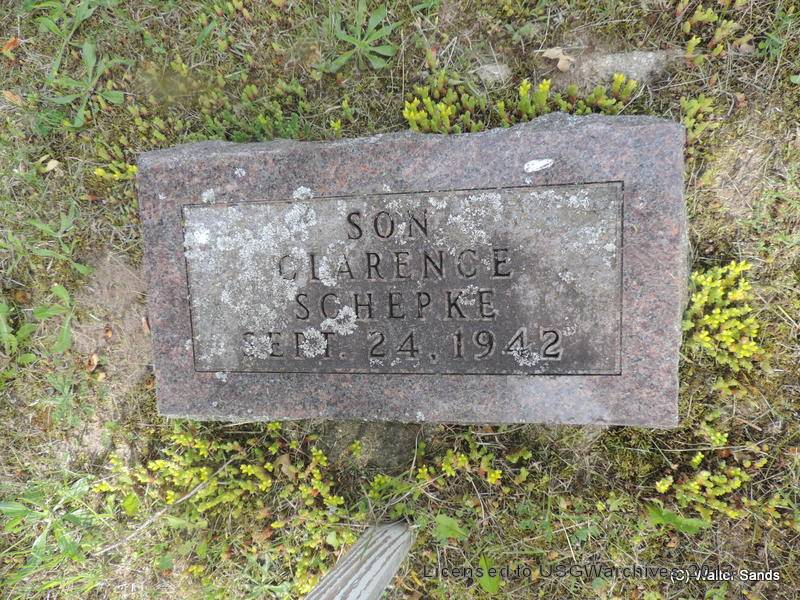 SON
CLARENCE
SCHEPKE
SEPT. 24, 1942
Licensed to USGWarchives
(C) Walter Sands